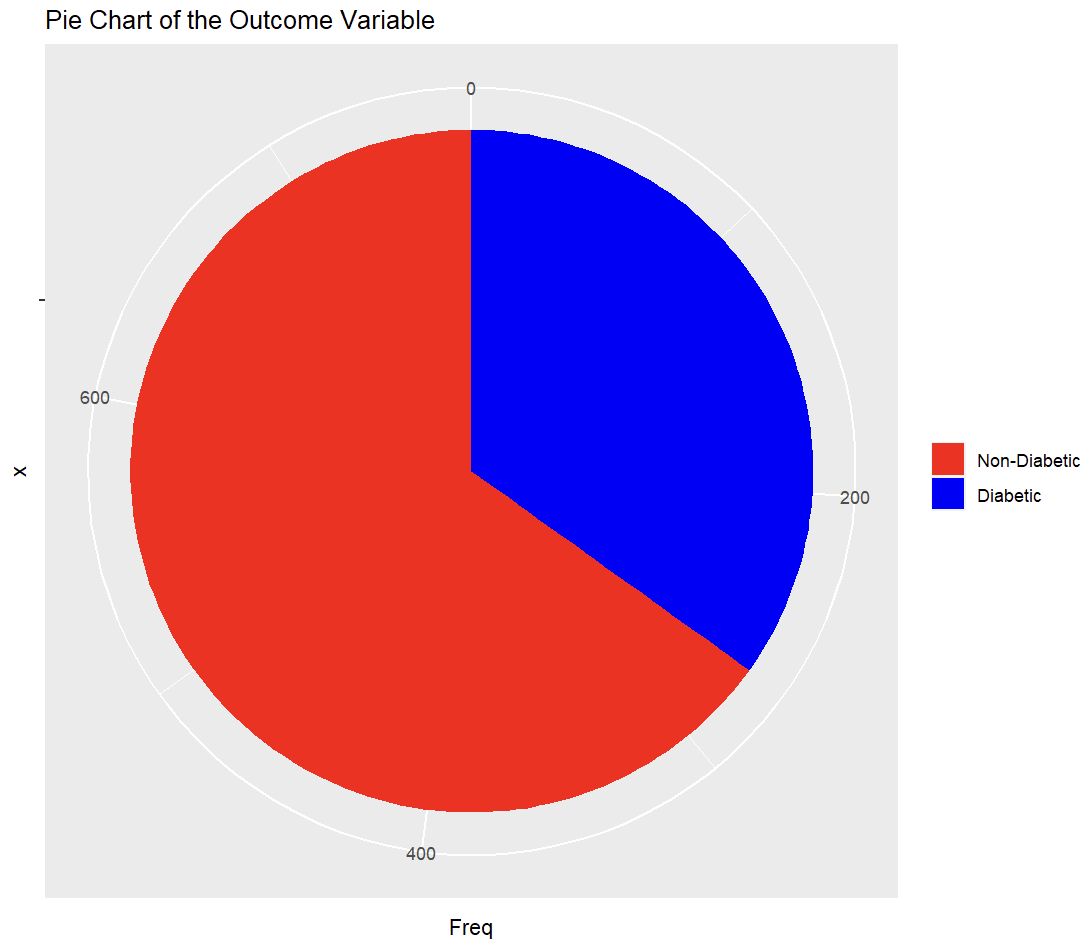 Pie Chart of the Outcome Variable
0
600
200
400
x
Freq
Non-Diabetic
Diabetic